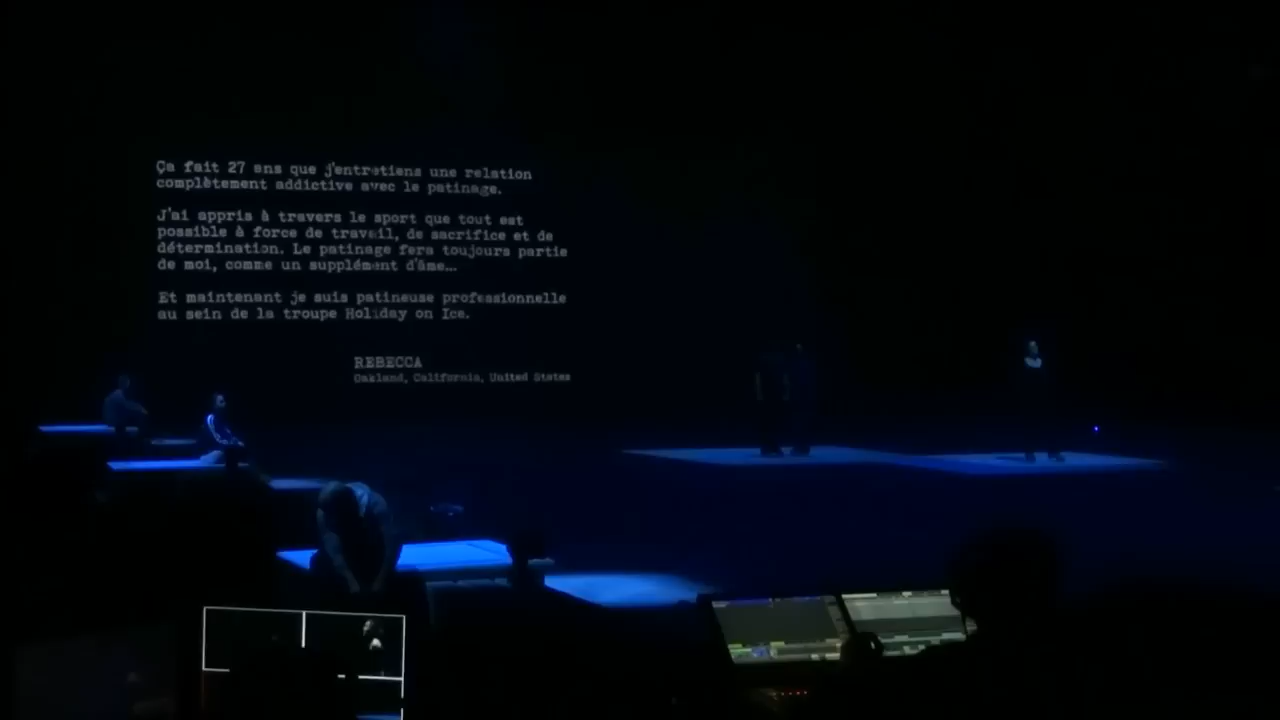 Ça fait 27 ans que j'entretiens une relation
complètement addictive avec le patinage.
J'ai appris à travers le sport que tout est
possible à force de travail, de sacrifice et de
détermination. Le patinage fera toujours partie
de moi, comme un supplément d'âme...
Et maintenant je suis patineuse professionnelle
au sein de la troupe Holiday on Ice.
REBECCA
Oakland, California, United States